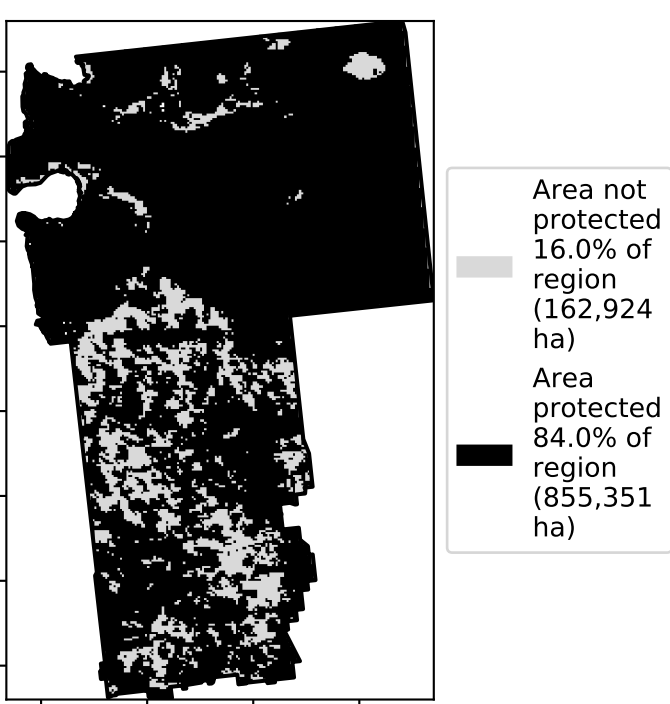 Area not
protected
16.0% of
region
(162,924
ha)
Area
protected
84.0% of
region
(855,351
ha)